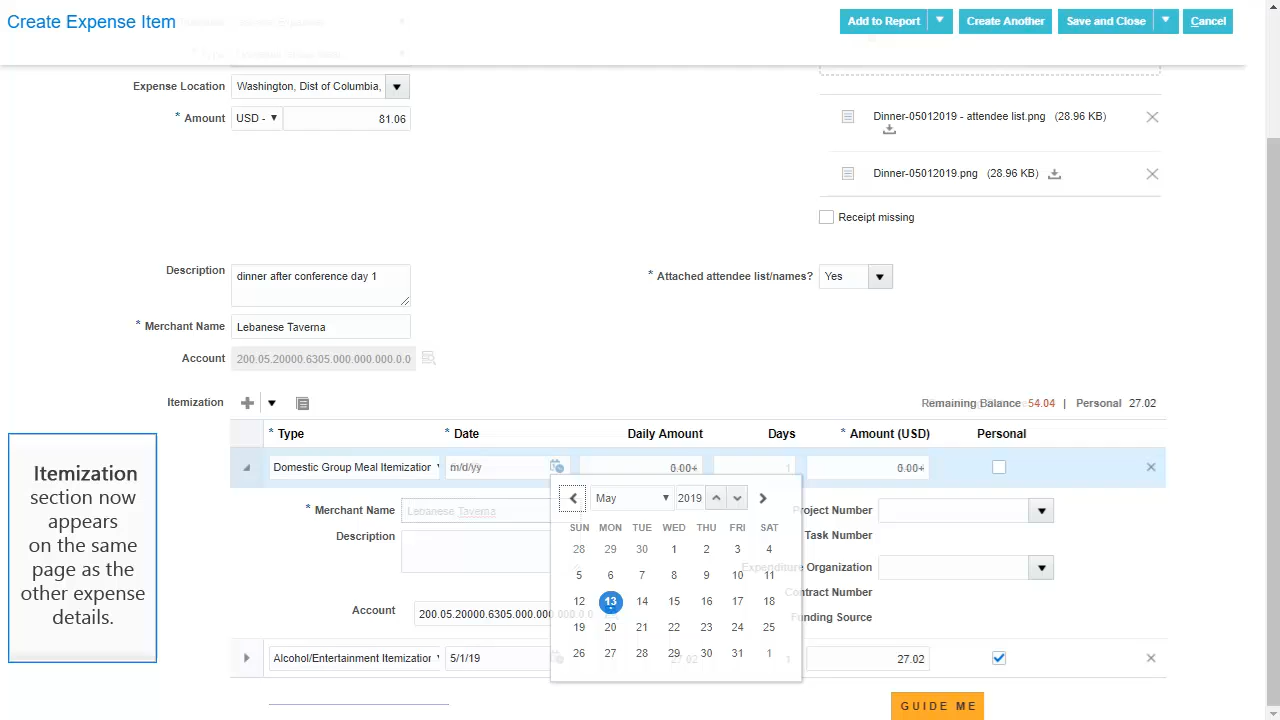 Create Expense Item
Add to Report
Create Another
Save and Close
Cancel
Expense Location
Washington, Dist of Columbia,
* Amount
USD -
81.06
Dinner-05012019 - attendee list.png (28.96 KB)
Dinner-05012019.png (28.96 KB)
Receipt missing
Description
dinner after conference day 1
* Attached attendee list/names?
Yes
* Merchant Name
Lebanese Taverna
Account
200.05.20000.6305.000.000.000.0.0
Itemization
Remaining Balance 54.04 | Personal 27.02
* Type
* Date
Daily Amount
Days
* Amount (USD)
Personal
Domestic Group Meal Itemization
m/d/yy
0.00
1
0.00
May
2019
SUN MON TUE WED THU FRI SAT
28 29 30 1 2 3 4
5 6 7 8 9 10 11
12 13 14 15 16 17 18
19 20 21 22 23 24 25
26 27 28 29 30 31 1
* Merchant Name
Lebanese Taverna
Project Number
Description
Task Number
Expenditure Organization
Contract Number
Account
200.05.20000.6305.000.000.000.0.0
Funding Source
Alcohol/Entertainment Itemization
5/1/19
27.02
1
27.02
Itemization
section now
appears
on the same
page as the
other expense
details.
GUIDE ME